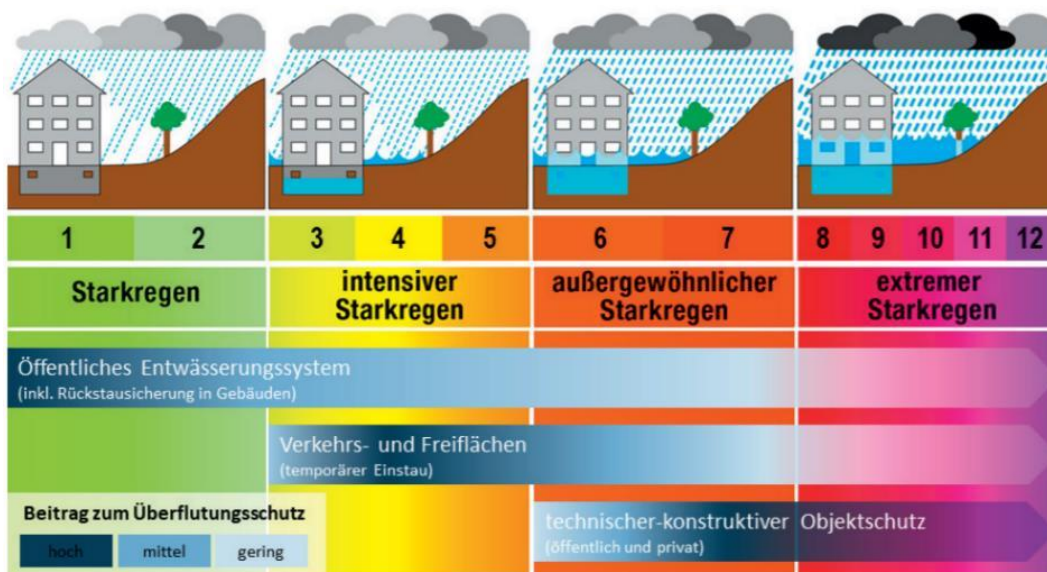 1 2 3 4 5 6 7 8 9 10 11 12
Starkregen
intensiver
Starkregen
außergewöhnlicher
Starkregen
extremer
Starkregen
Öffentliches Entwässerungssystem
(inkl. Rückstausicherung in Gebäuden)
Verkehrs- und Freiflächen
(temporärer Einstau)
Beitrag zum Überflutungsschutz
hoch mittel gering
technischer-konstruktiver Objektschutz
(öffentlich und privat)